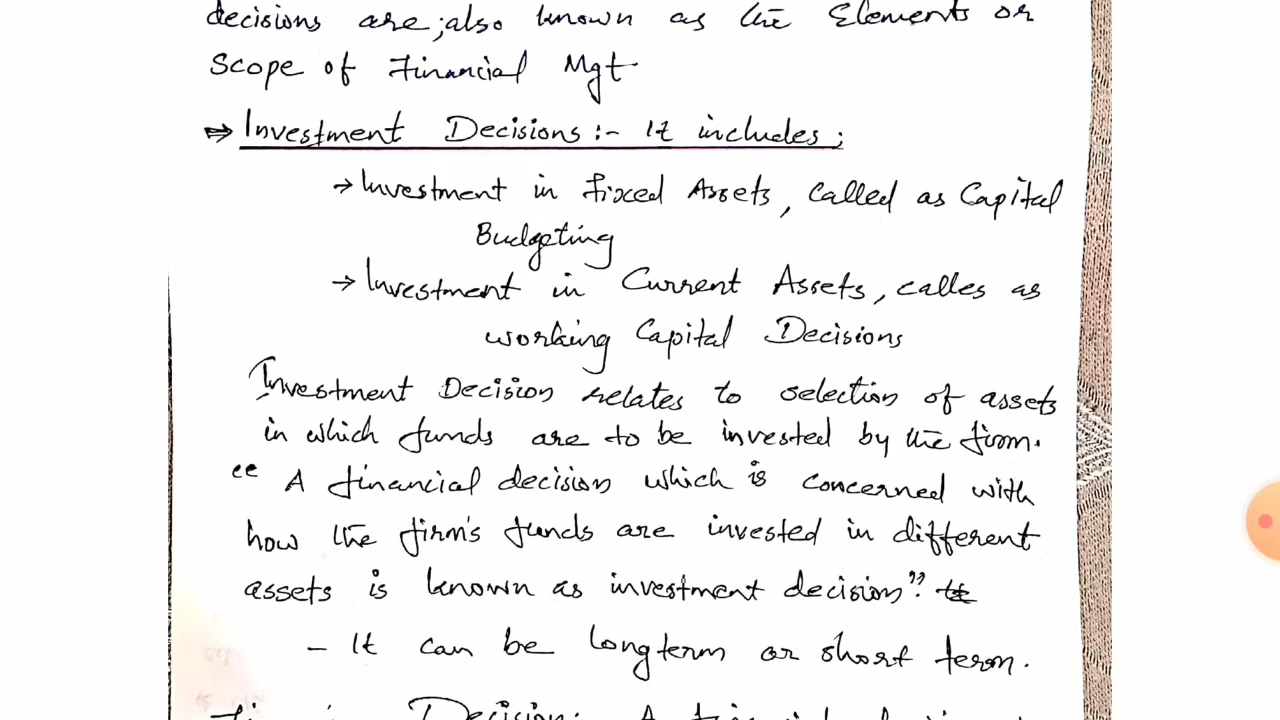 decisions are; also known as the Elements or
Scope of Financial Mgt
⇒ Investment Decisions :- It includes;
→ Investment in Fixed Assets, Called as Capital
Budgeting
→ Investment in Current Assets, calles as
working Capital Decisions
Investment Decision relates to selection of assets
in which funds are to be invested by the firm.
“ A financial decision which is concerned with
how the firm's funds are invested in different
assets is known as investment decision”.
- It can be long term or short term.
Decision: A